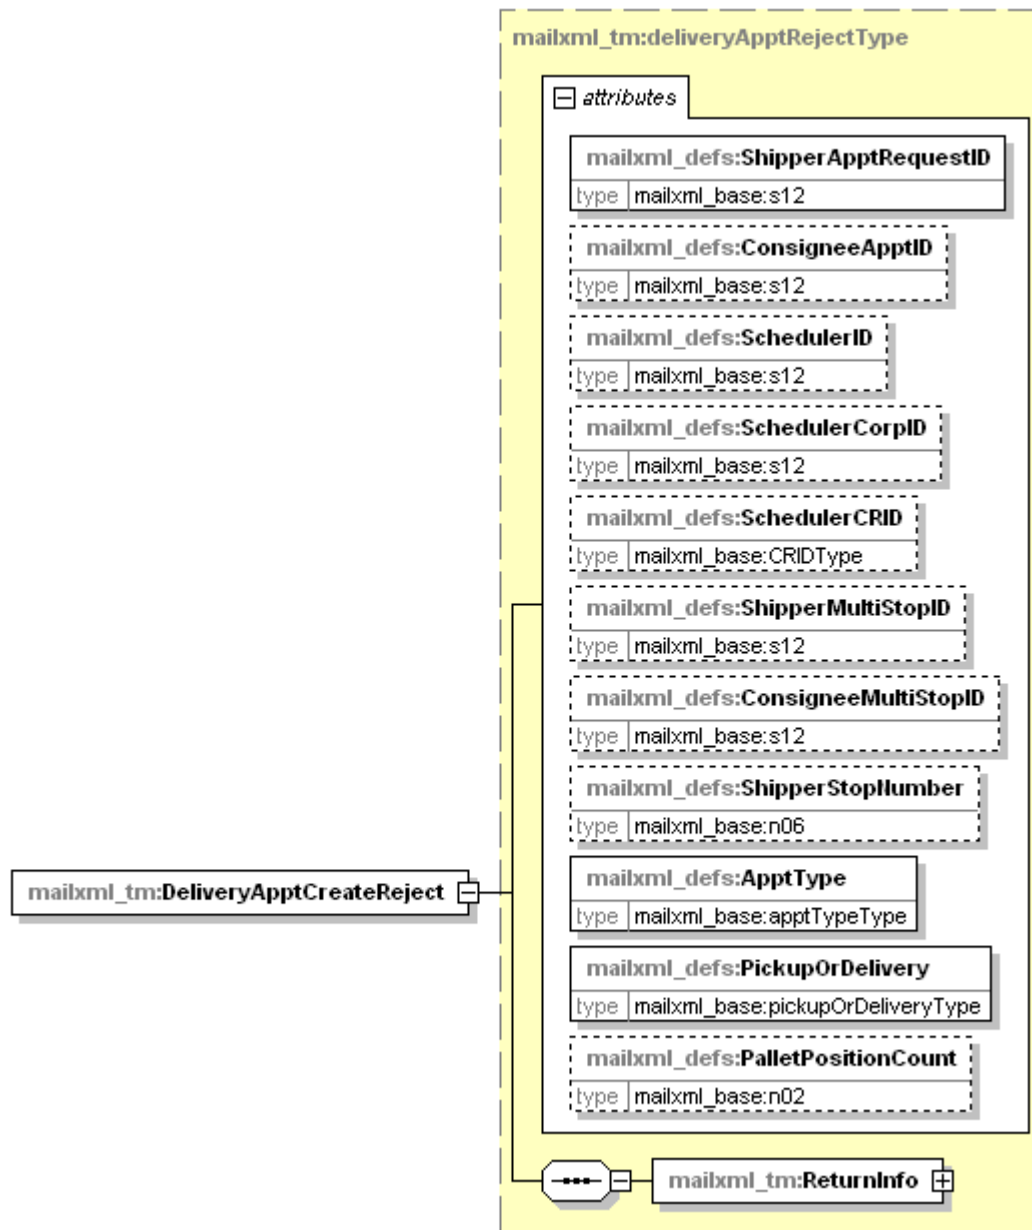 mailxml_tm:deliveryApptRejectType
attributes
mailxml_defs:ShipperApptRequestID
type mailxml_base:s12
mailxml_defs:ConsigneeApptID
type mailxml_base:s12
mailxml_defs:SchedulerID
type mailxml_base:s12
mailxml_defs:SchedulerCorpID
type mailxml_base:s12
mailxml_defs:SchedulerCRID
type mailxml_base:CRIDType
mailxml_defs:ShipperMultiStopID
type mailxml_base:s12
mailxml_defs:ConsigneeMultiStopID
type mailxml_base:s12
mailxml_defs:ShipperStopNumber
type mailxml_base:n06
mailxml_tm:DeliveryApptCreateReject
mailxml_defs:ApptType
type mailxml_base:apptTypeType
mailxml_defs:PickupOrDelivery
type mailxml_base:pickupOrDeliveryType
mailxml_defs:PalletPositionCount
type mailxml_base:n02
mailxml_tm:ReturnInfo